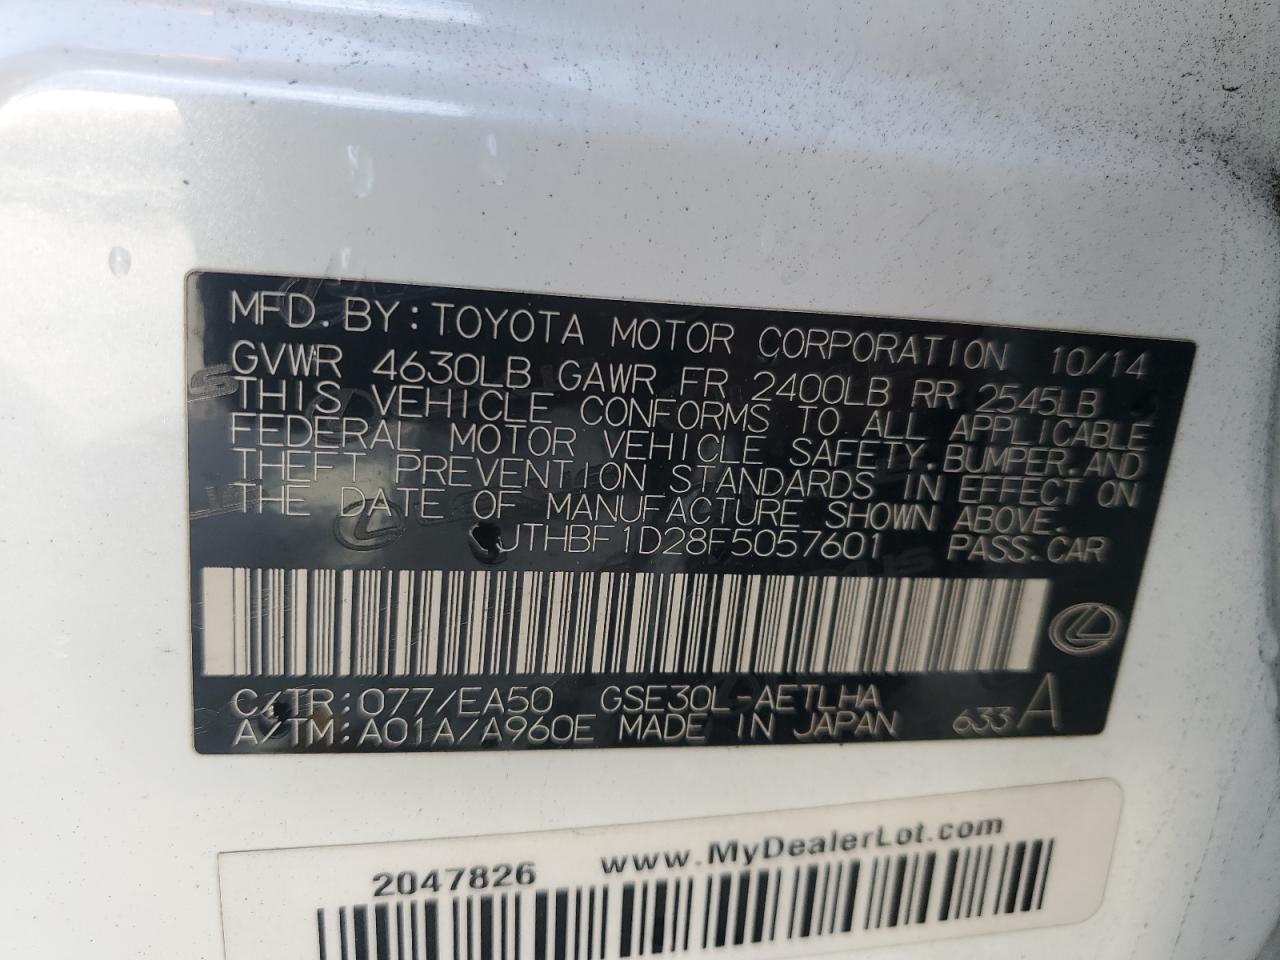 MFD. BY: TOYOTA MOTOR CORPORATION 10/14
GVWR 4630LB GAWR FR 2400LB RR 2545LB
THIS VEHICLE CONFORMS TO ALL APPLICABLE
FEDERAL MOTOR VEHICLE SAFETY, BUMPER, AND
THEFT PREVENTION STANDARDS IN EFFECT ON
THE DATE OF MANUFACTURE SHOWN ABOVE.
JTHBF1D28F5057601 PASS.CAR
C/TR: 077/EA50 GSE30L-AETLHA
A/TM: A01A/A960E MADE IN JAPAN 633 A
2047826 www.MyDealerLot.com